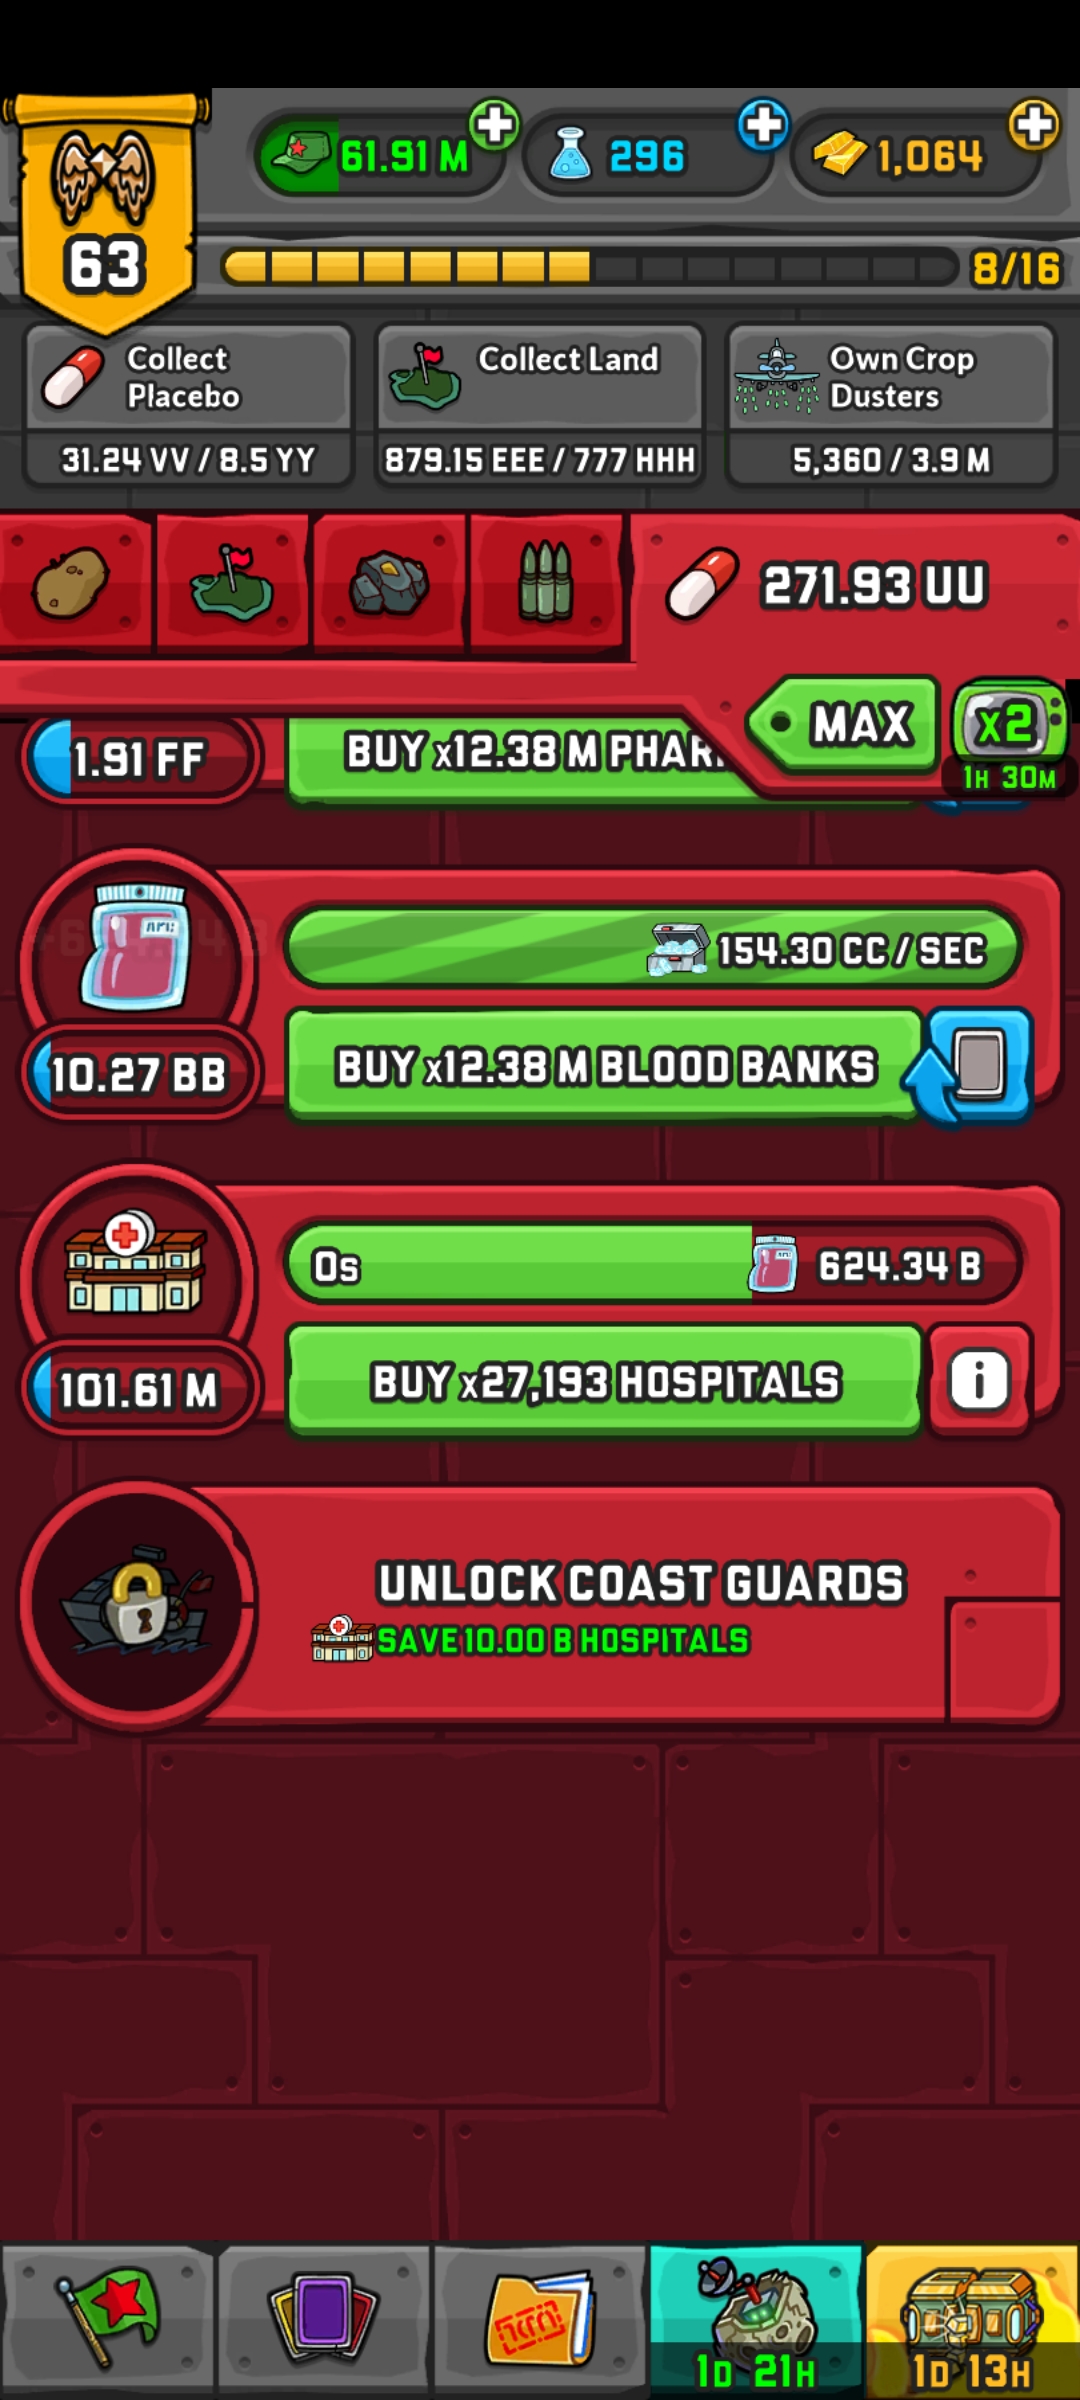 61.91 M
296
1,064
63
8/16
Collect
Placebo
31.24 VV / 8.5 YY
Collect Land
879.15 EEE / 777 HHH
Own Crop
Dusters
5,360 / 3.9 M
271.93 UU
MAX
x2
1H 30M
1.91 FF
BUY x12.38 M
154.30 CC / SEC
10.27 BB
BUY x12.38 M BLOOD BANKS
0s
624.34 B
101.61 M
BUY x27,193 HOSPITALS
i
UNLOCK COAST GUARDS
SAVE 10.00 B HOSPITALS
1D 21H
1D 13H